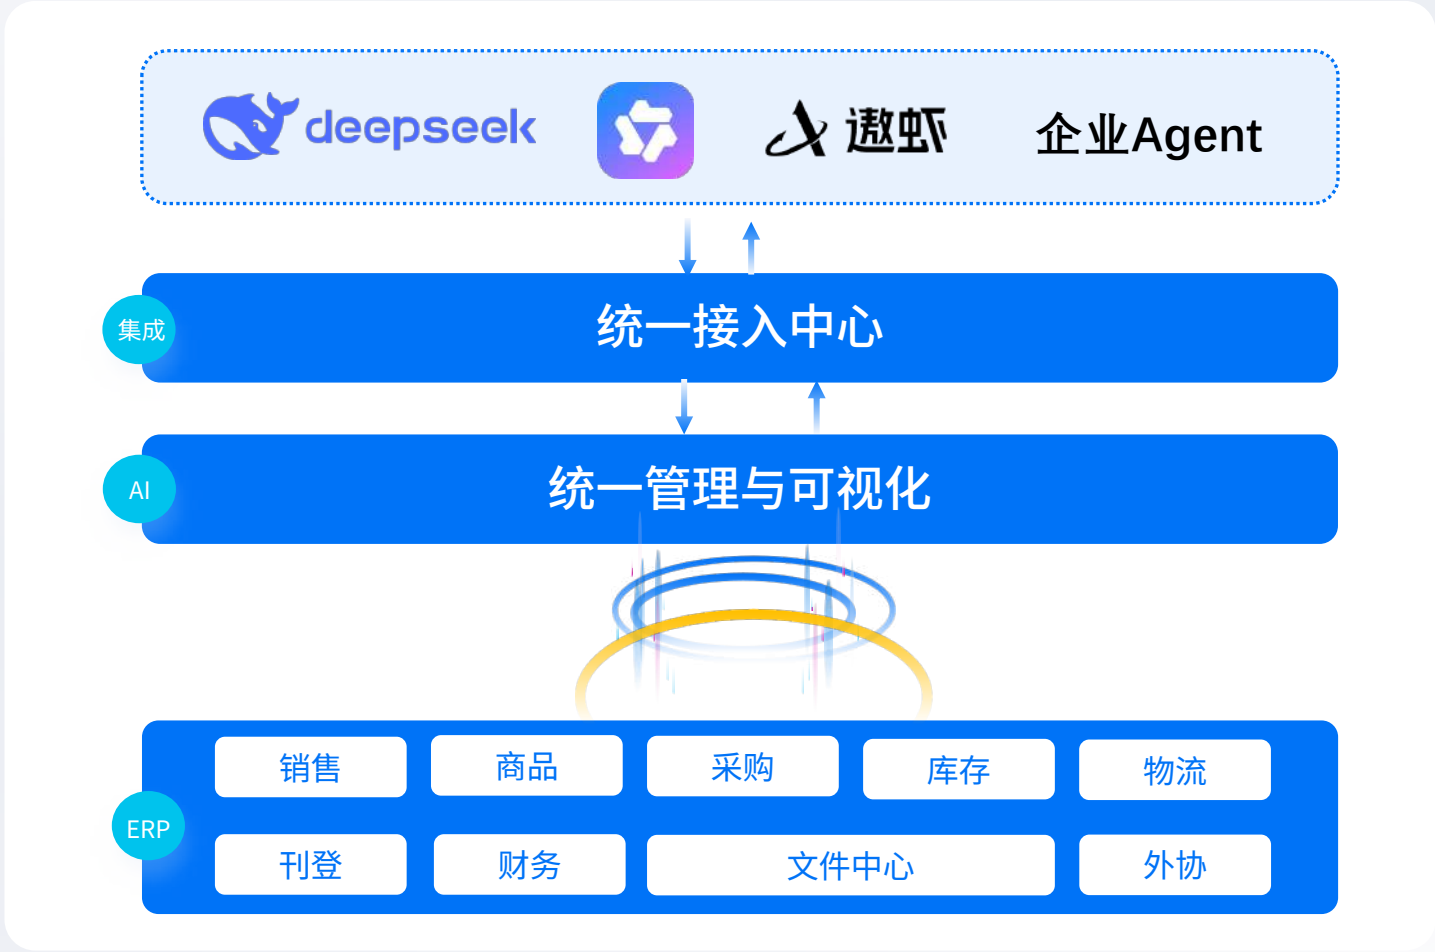 deepseek
遨虾
企业Agent
集成
统一接入中心
AI
统一管理与可视化
销售
商品
采购
库存
物流
ERP
刊登
财务
文件中心
外协